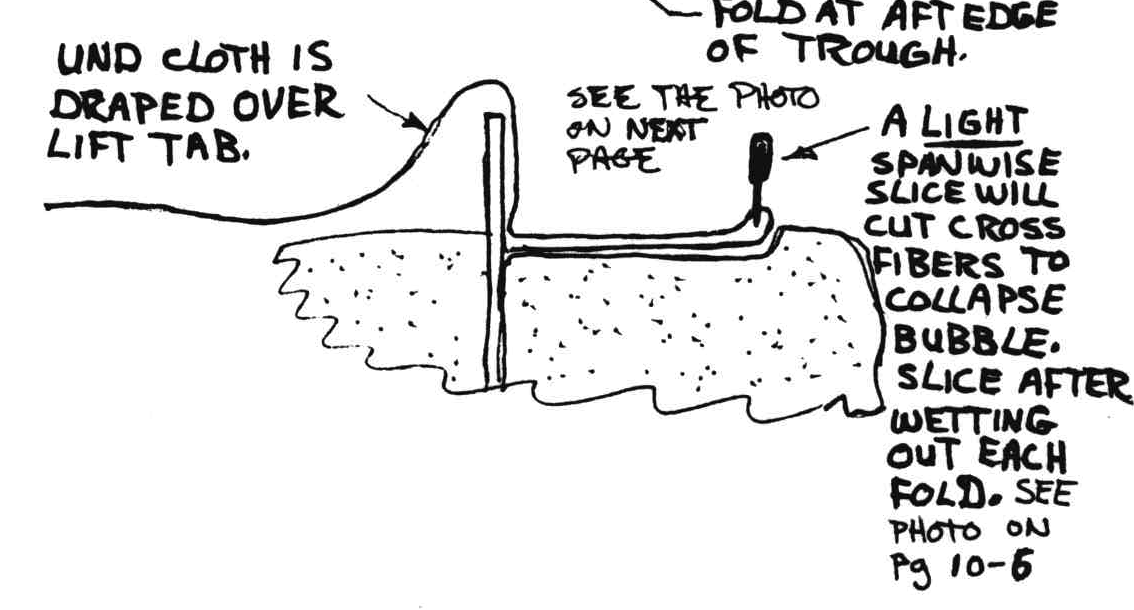 FOLD AT AFT EDGE
OF TROUGH.
UND CLOTH IS
DRAPED OVER
LIFT TAB.
SEE THE PHOTO
ON NEXT
PAGE
A LIGHT
SPANWISE
SLICE WILL
CUT CROSS
FIBERS TO
COLLAPSE
BUBBLE.
SLICE AFTER
WETTING
OUT EACH
FOLD. SEE
PHOTO ON
Pg 10-6